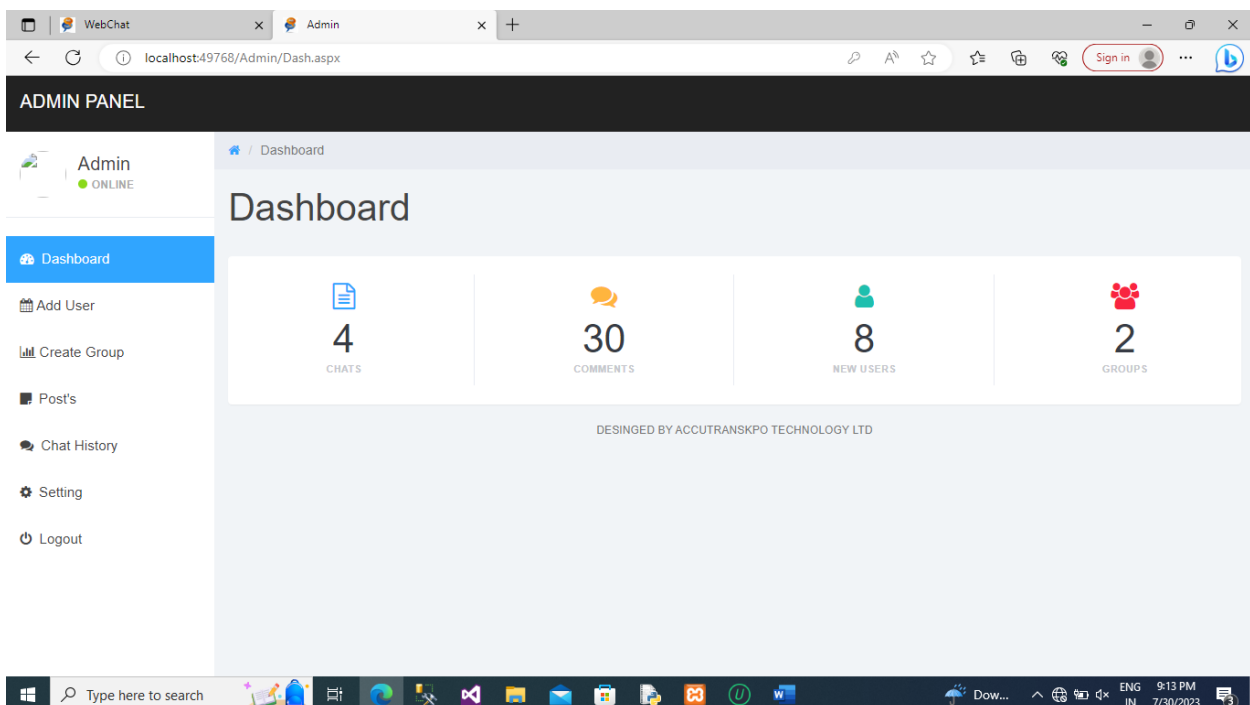 WebChat
Admin
localhost:49768/Admin/Dash.aspx
Sign in
ADMIN PANEL
Admin
ONLINE
/ Dashboard
Dashboard
Dashboard
Add User
Create Group
Post's
Chat History
Setting
Logout
4
CHATS
30
COMMENTS
8
NEW USERS
2
GROUPS
DESINGED BY ACCUTRANSKPO TECHNOLOGY LTD
Type here to search
Dow...
ENG
IN
9:13 PM
7/30/2023
3